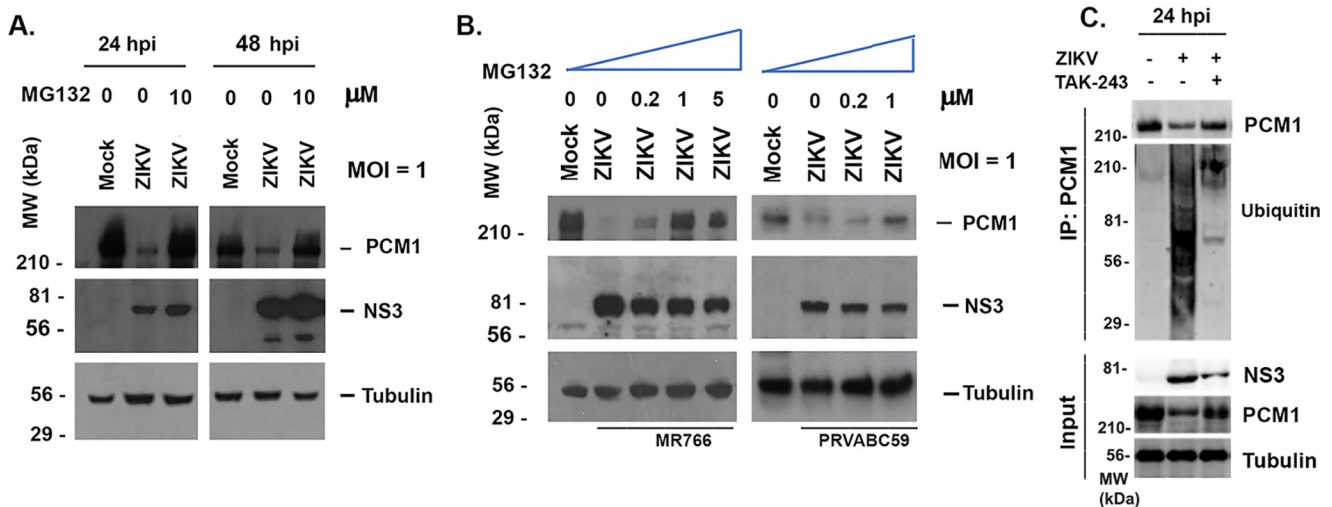 A.
24 hpi 48 hpi
MG132 0 0 10 0 0 10 μM
MW (kDa)
Mock ZIKV ZIKV Mock ZIKV ZIKV
MOI = 1
210 - – PCM1
81 - – NS3
56 -
56 - – Tubulin
29 -
B.
MG132
0 0 0.2 1 5 0 0 0.2 1 μM
MW (kDa)
Mock ZIKV ZIKV ZIKV ZIKV Mock ZIKV ZIKV ZIKV
MOI = 1
210 - – PCM1
81 - – NS3
56 -
56 - – Tubulin
29 -
MR766 PRVABC59
C.
24 hpi
ZIKV - + +
TAK-243 - - +
IP: PCM1
210- PCM1
210-
Ubiquitin
81-
56-
29-
Input
81- NS3
PCM1
210-
56- Tubulin
MW
(kDa)